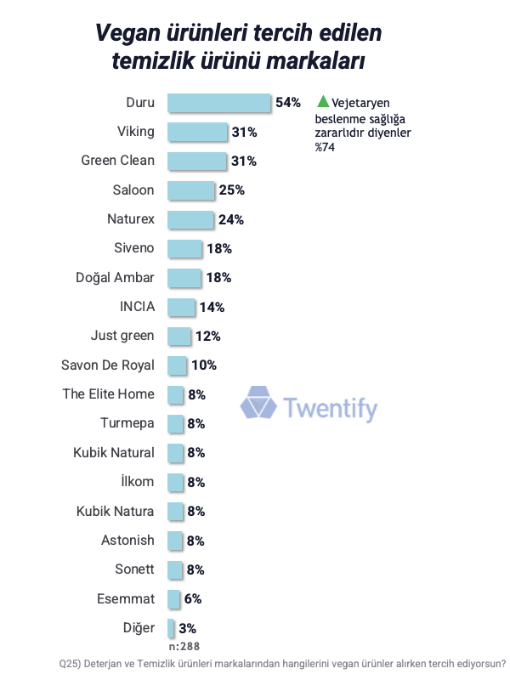 Vegan ürünleri tercih edilen
temizlik ürünü markaları
Duru 54%
Vejetaryen
beslenme sağlığa
zararlıdır diyenler
%74
Viking 31%
Green Clean 31%
Saloon 25%
Naturex 24%
Siveno 18%
Doğal Ambar 18%
INCIA 14%
Just green 12%
Savon De Royal 10%
The Elite Home 8%
Turmepa 8%
Kubik Natural 8%
İlkom 8%
Kubik Natura 8%
Astonish 8%
Sonett 8%
Esemmat 6%
Diğer 3%
Twentify
n:288
Q25) Deterjan ve Temizlik ürünleri markalarından hangilerini vegan ürünler alırken tercih ediyorsun?